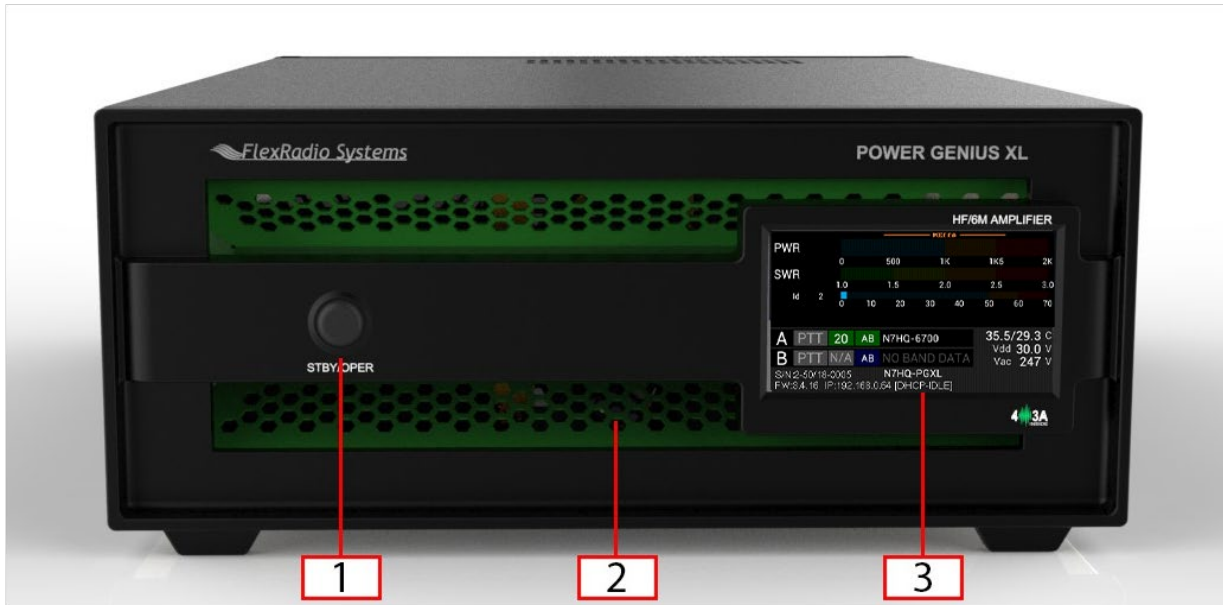 FlexRadio Systems
POWER GENIUS XL
HF/6M AMPLIFIER
PWR
0 500 1K 1K5 2K
SWR
1.0 1.5 2.0 2.5 3.0
Id 2 0 10 20 30 40 50 60 70
A PTT 20 AB N7HQ-6700 35.5/29.3 C
Vdd 30.0 V
B PTT N/A AB NO BAND DATA Vac 247 V
S/N:2-50/16-0005 N7HQ-PGXL
FW:3.4.16 IP:192.168.0.64 [DHCP-IDLE]
STBY/OPER
4 3A
1 2 3